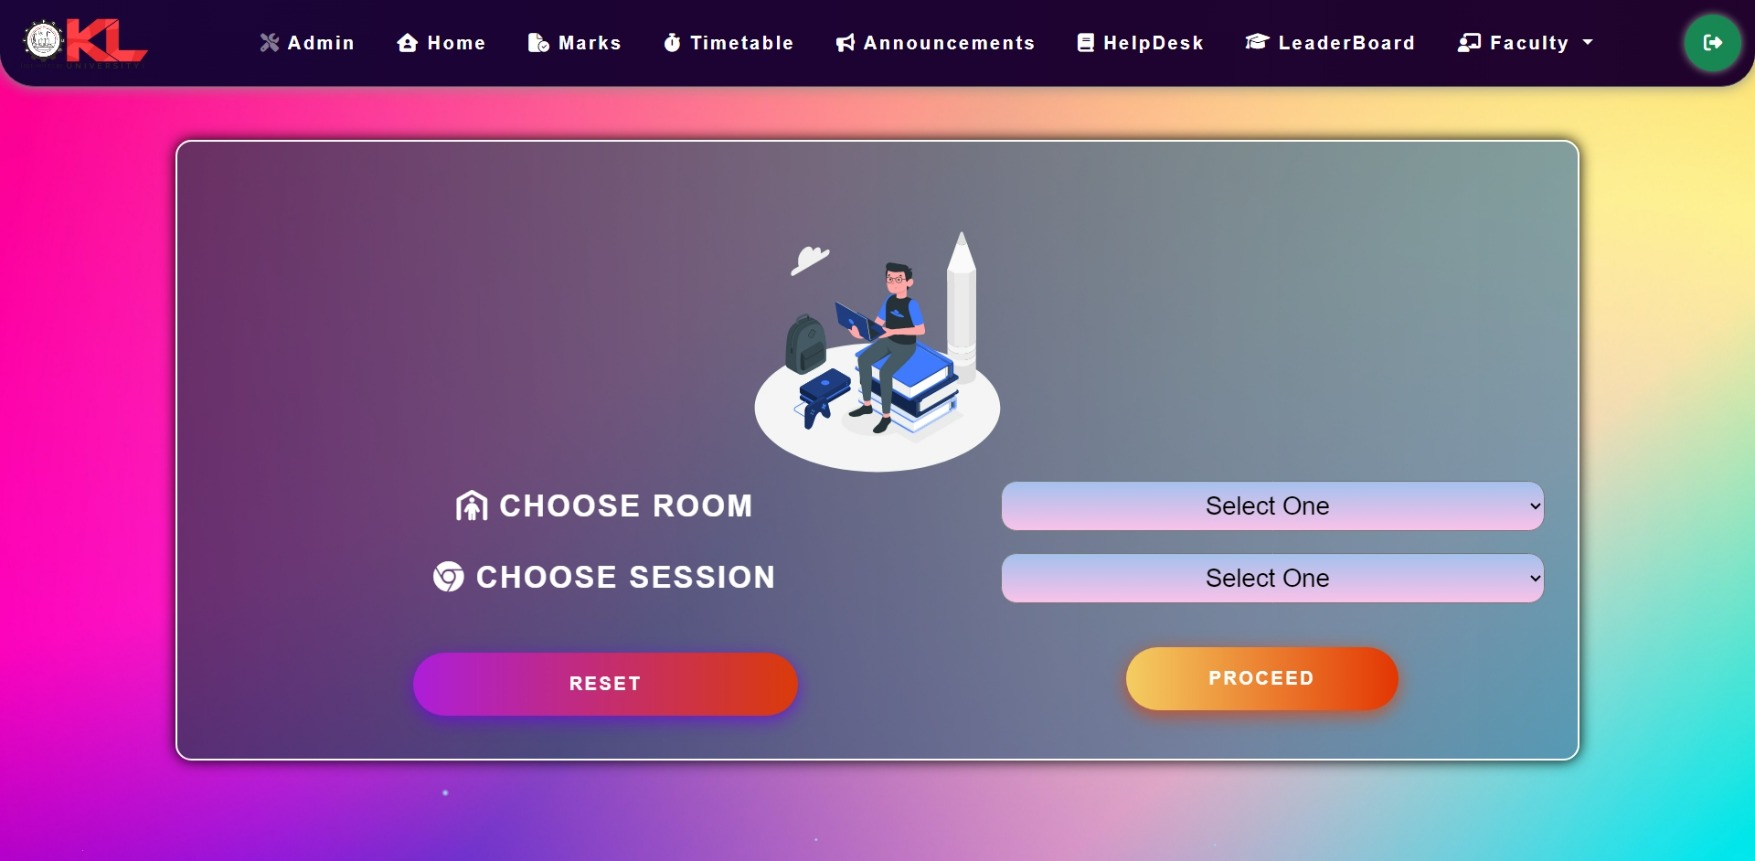 KL
UNIVERSITY
Admin
Home
Marks
Timetable
Announcements
HelpDesk
LeaderBoard
Faculty
CHOOSE ROOM
Select One
CHOOSE SESSION
Select One
RESET
PROCEED